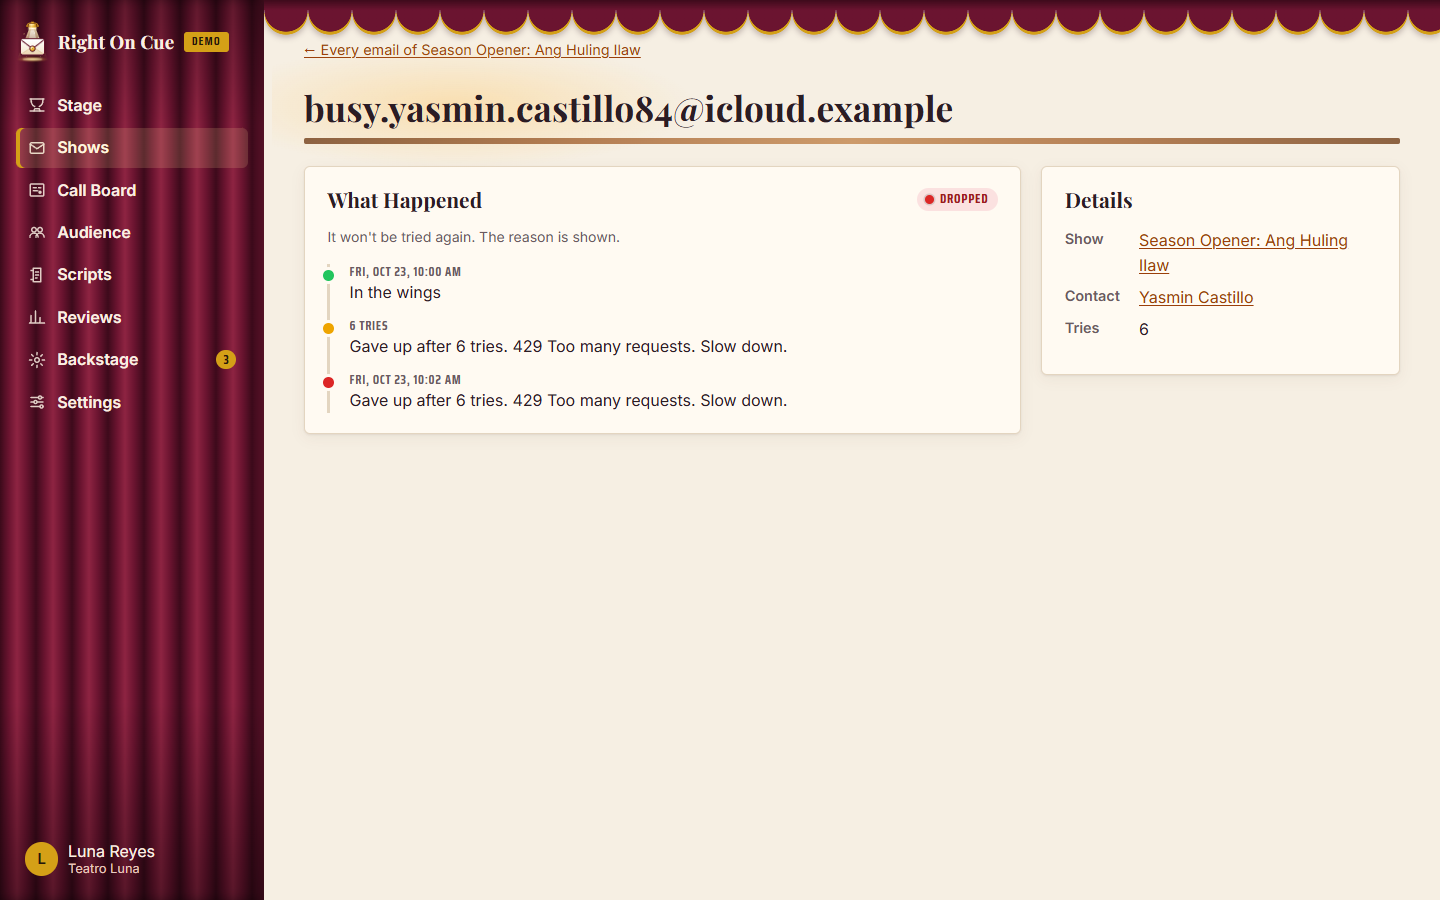 Right On Cue DEMO
Stage
Shows
Call Board
Audience
Scripts
Reviews
Backstage 3
Settings
L
Luna Reyes
Teatro Luna
← Every email of Season Opener: Ang Huling Ilaw
busy.yasmin.castillo84@icloud.example
What Happened
DROPPED
It won't be tried again. The reason is shown.
FRI, OCT 23, 10:00 AM
In the wings
6 TRIES
Gave up after 6 tries. 429 Too many requests. Slow down.
FRI, OCT 23, 10:02 AM
Gave up after 6 tries. 429 Too many requests. Slow down.
Details
Show Season Opener: Ang Huling
Ilaw
Contact Yasmin Castillo
Tries 6